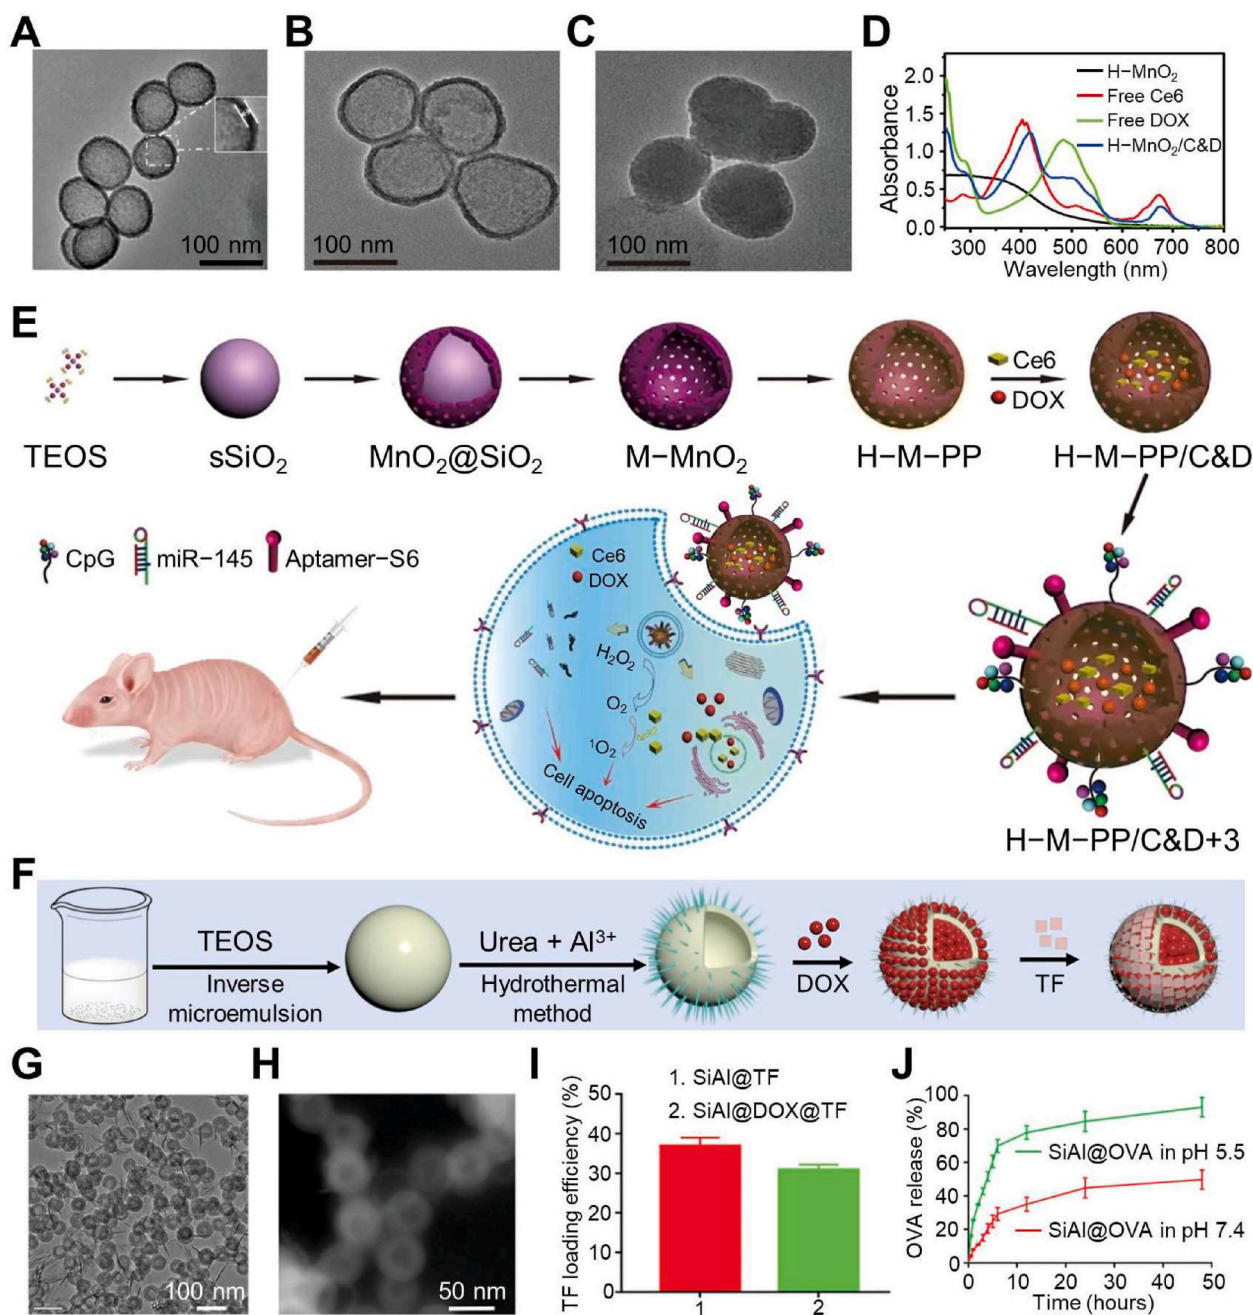 A
B
C
D
100 nm
100 nm
100 nm
Absorbance
2.0
1.5
1.0
0.5
0.0
H−MnO₂
Free Ce6
Free DOX
H−MnO₂/C&D
300 400 500 600 700 800
Wavelength (nm)
E
Ce6
DOX
TEOS
sSiO₂
MnO₂@SiO₂
M−MnO₂
H−M−PP
H−M−PP/C&D
CpG
miR−145
Aptamer−S6
Ce6
DOX
H₂O₂
O₂
¹O₂
Cell apoptosis
H−M−PP/C&D+3
F
TEOS
Inverse
microemulsion
Urea + Al³⁺
Hydrothermal
method
DOX
TF
G
100 nm
H
50 nm
I
TF loading efficiency (%)
50
40
30
20
10
0
1. SiAl@TF
2. SiAl@DOX@TF
1
2
J
OVA release (%)
100
80
60
40
20
0
SiAl@OVA in pH 5.5
SiAl@OVA in pH 7.4
0 10 20 30 40 50
Time (hours)